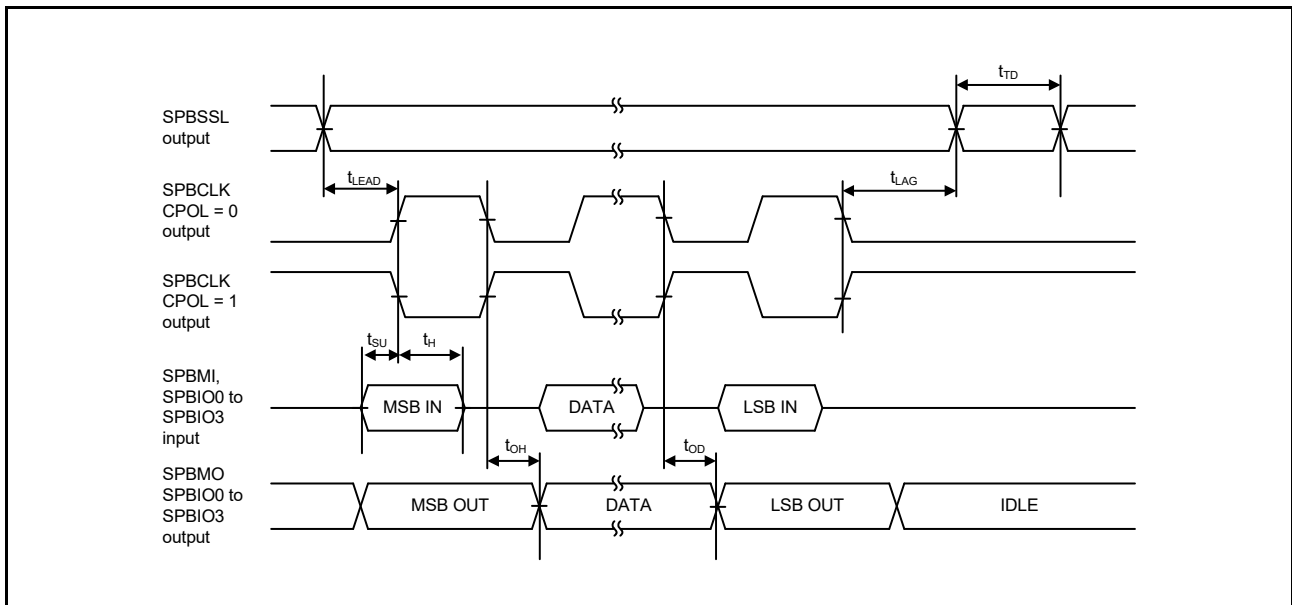 tTD
SPBSSL
output
tLEAD
tLAG
SPBCLK
CPOL = 0
output
SPBCLK
CPOL = 1
output
tSU
tH
SPBMI,
SPBIO0 to
SPBIO3
input
MSB IN
DATA
LSB IN
tOH
tOD
SPBMO
SPBIO0 to
SPBIO3
output
MSB OUT
DATA
LSB OUT
IDLE